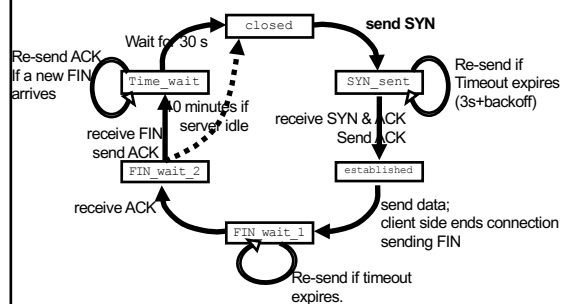 closed
send SYN
Wait for 30 s
Re-send ACK
If a new FIN
arrives
Time_wait
SYN_sent
Re-send if
Timeout expires
(3s+backoff)
0 minutes if
server idle
receive FIN
send ACK
receive SYN & ACK
Send ACK
FIN_wait_2
established
receive ACK
send data;
client side ends connection
sending FIN
FIN_wait_1
Re-send if timeout
expires.